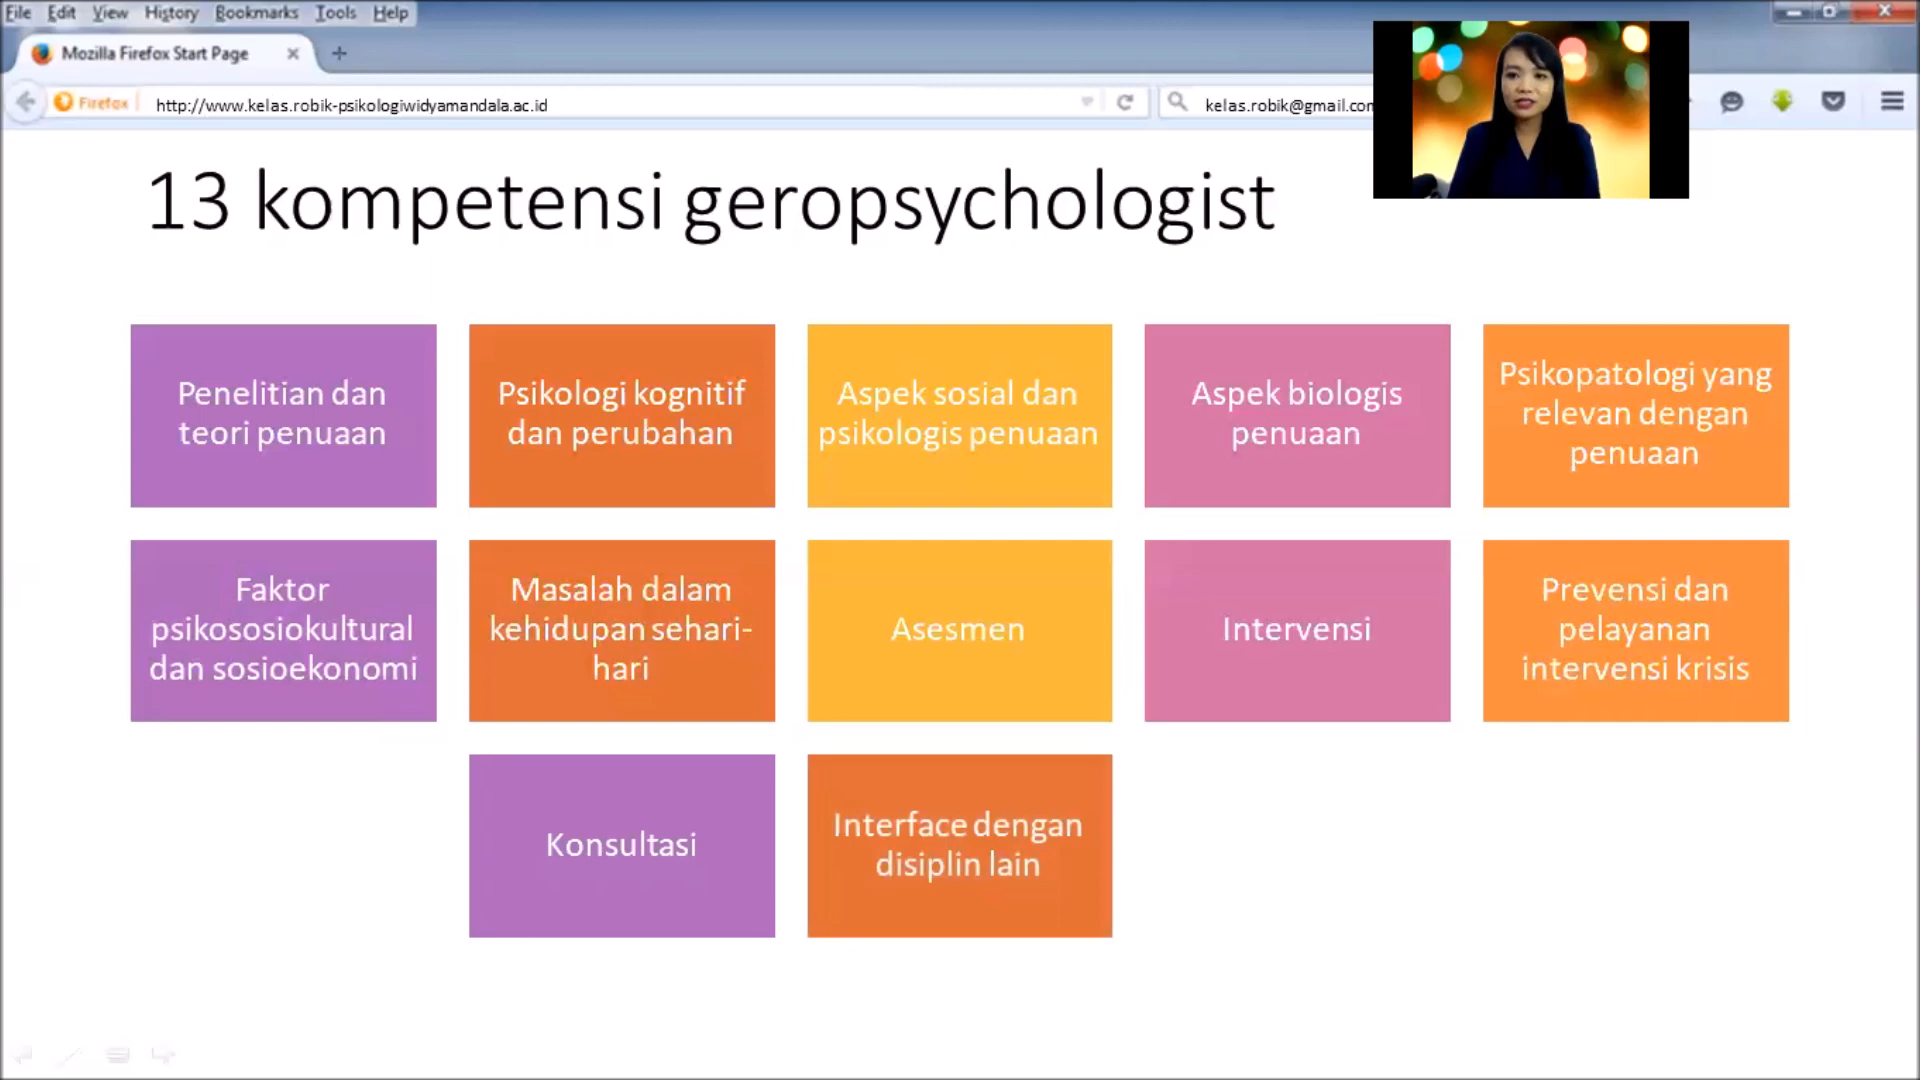 File Edit View History Bookmarks Tools Help
Mozilla Firefox Start Page
Firefox http://www.kelas.robik-psikologiwidyamandala.ac.id kelas.robik@gmail.com
13 kompetensi geropsychologist
Penelitian dan
teori penuaan
Psikologi kognitif
dan perubahan
Aspek sosial dan
psikologis penuaan
Aspek biologis
penuaan
Psikopatologi yang
relevan dengan
penuaan
Faktor
psikososiokultural
dan sosioekonomi
Masalah dalam
kehidupan sehari-
hari
Asesmen
Intervensi
Prevensi dan
pelayanan
intervensi krisis
Konsultasi
Interface dengan
disiplin lain